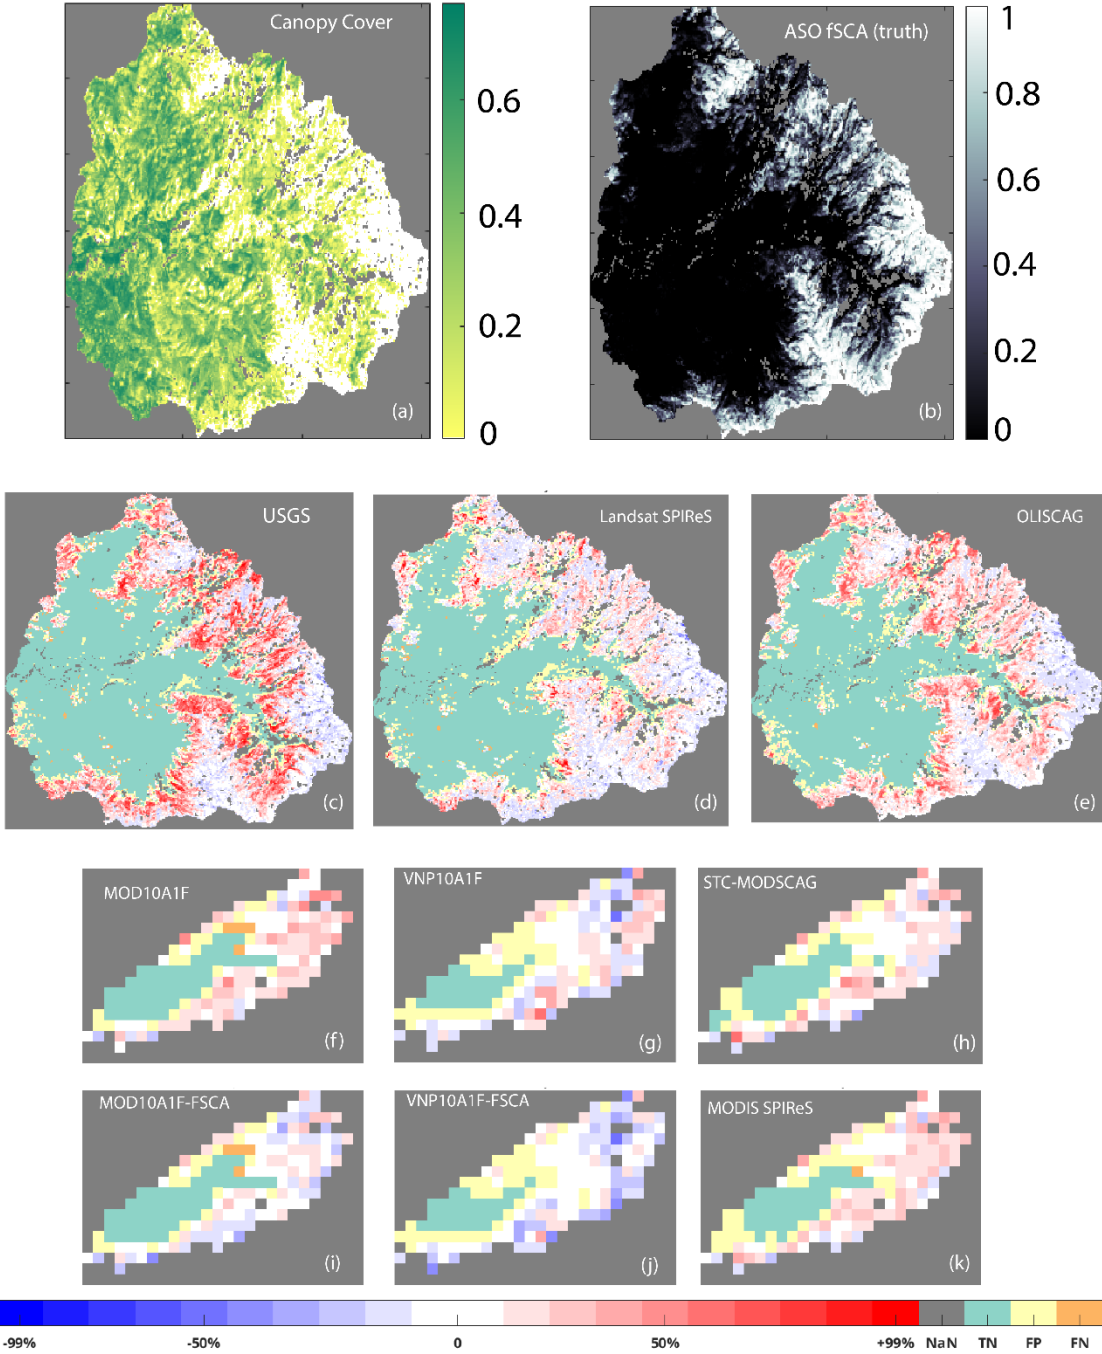 Canopy Cover
0.6
0.4
0.2
0
(a)
ASO fSCA (truth)
1
0.8
0.6
0.4
0.2
0
(b)
USGS
(c)
Landsat SPIReS
(d)
OLISCAG
(e)
MOD10A1F
(f)
VNP10A1F
(g)
STC-MODSCAG
(h)
MOD10A1F-FSCA
(i)
VNP10A1F-FSCA
(j)
MODIS SPIReS
(k)
-99% -50% 0 50% +99% NaN TN FP FN